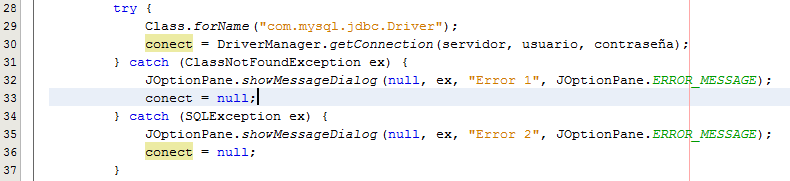 28 try {
29 Class.forName("com.mysql.jdbc.Driver");
30 conect = DriverManager.getConnection(servidor, usuario, contraseña);
31 } catch (ClassNotFoundException ex) {
32 JOptionPane.showMessageDialog(null, ex, "Error 1", JOptionPane.ERROR_MESSAGE);
33 conect = null;
34 } catch (SQLException ex) {
35 JOptionPane.showMessageDialog(null, ex, "Error 2", JOptionPane.ERROR_MESSAGE);
36 conect = null;
37 }